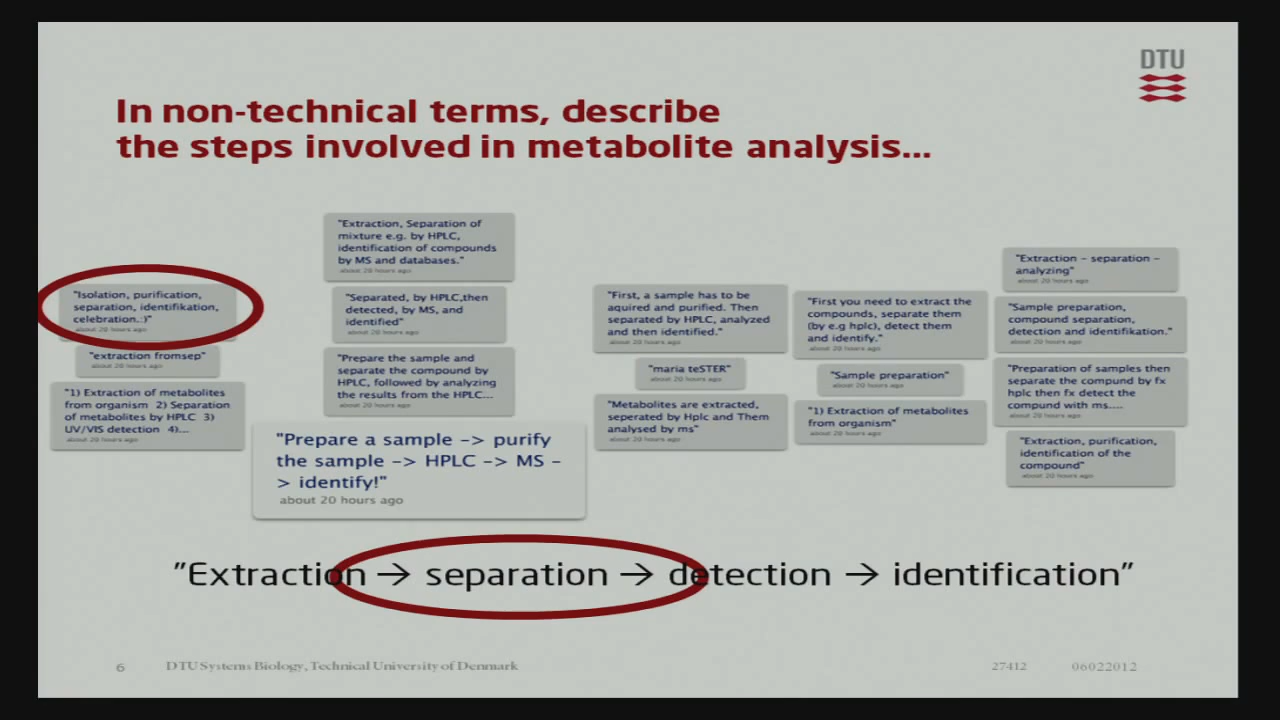 DTU
In non-technical terms, describe
the steps involved in metabolite analysis...
"Isolation, purification,
separation, identifikation,
celebration.:)"
about 20 hours ago
"extraction fromsep"
about 20 hours ago
"1) Extraction of metabolites
from organism 2) Separation
of metabolites by HPLC 3)
UV/VIS detection 4)...
about 20 hours ago
"Extraction, Separation of
mixture e.g. by HPLC,
identification of compounds
by MS and databases."
about 20 hours ago
"Separated, by HPLC,then
detected, by MS, and
identified"
about 20 hours ago
"Prepare the sample and
separate the compound by
HPLC, followed by analyzing
the results from the HPLC...
about 20 hours ago
"Prepare a sample -> purify
the sample -> HPLC -> MS -
> identify!"
about 20 hours ago
"First, a sample has to be
aquired and purified. Then
separated by HPLC, analyzed
and then identified."
about 20 hours ago
"maria teSTER"
about 20 hours ago
"Metabolites are extracted,
seperated by Hplc and Them
analysed by ms"
about 20 hours ago
"First you need to extract the
compounds, separate them
(by e.g hplc), detect them
and identify."
about 20 hours ago
"Sample preparation"
about 20 hours ago
"1) Extraction of metabolites
from organism"
about 20 hours ago
"Extraction - separation -
analyzing"
about 20 hours ago
"Sample preparation,
compound separation,
detection and identifikation."
about 20 hours ago
"Preparation of samples then
separate the compund by fx
hplc then fx detect the
compund with ms....
about 20 hours ago
"Extraction, purification,
identification of the
compound"
about 20 hours ago
"Extraction → separation → detection → identification"
6 DTU Systems Biology, Technical University of Denmark 27412 06022012